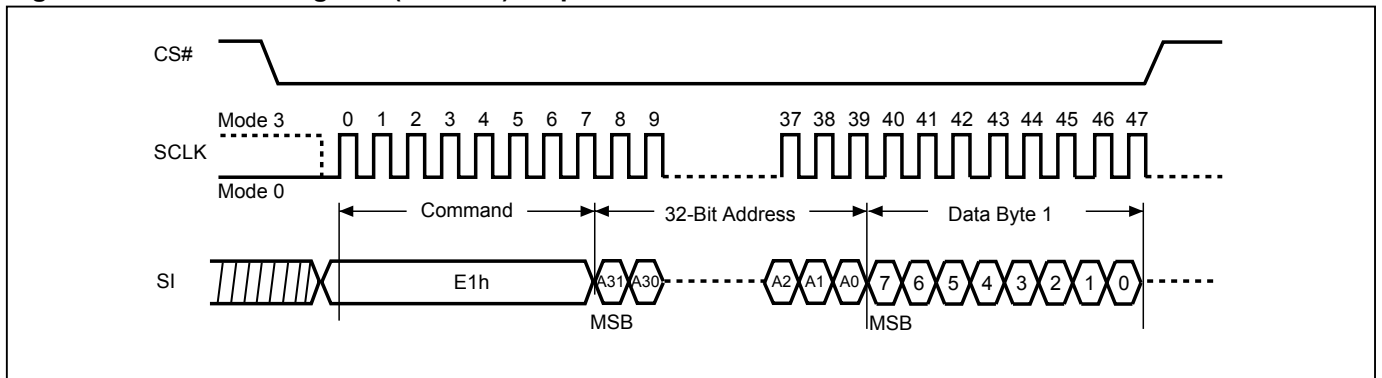 CS#
Mode 3 0 1 2 3 4 5 6 7 8 9 37 38 39 40 41 42 43 44 45 46 47
SCLK
Mode 0
Command 32-Bit Address Data Byte 1
SI E1h A31 A30 A2 A1 A0 7 6 5 4 3 2 1 0
MSB MSB